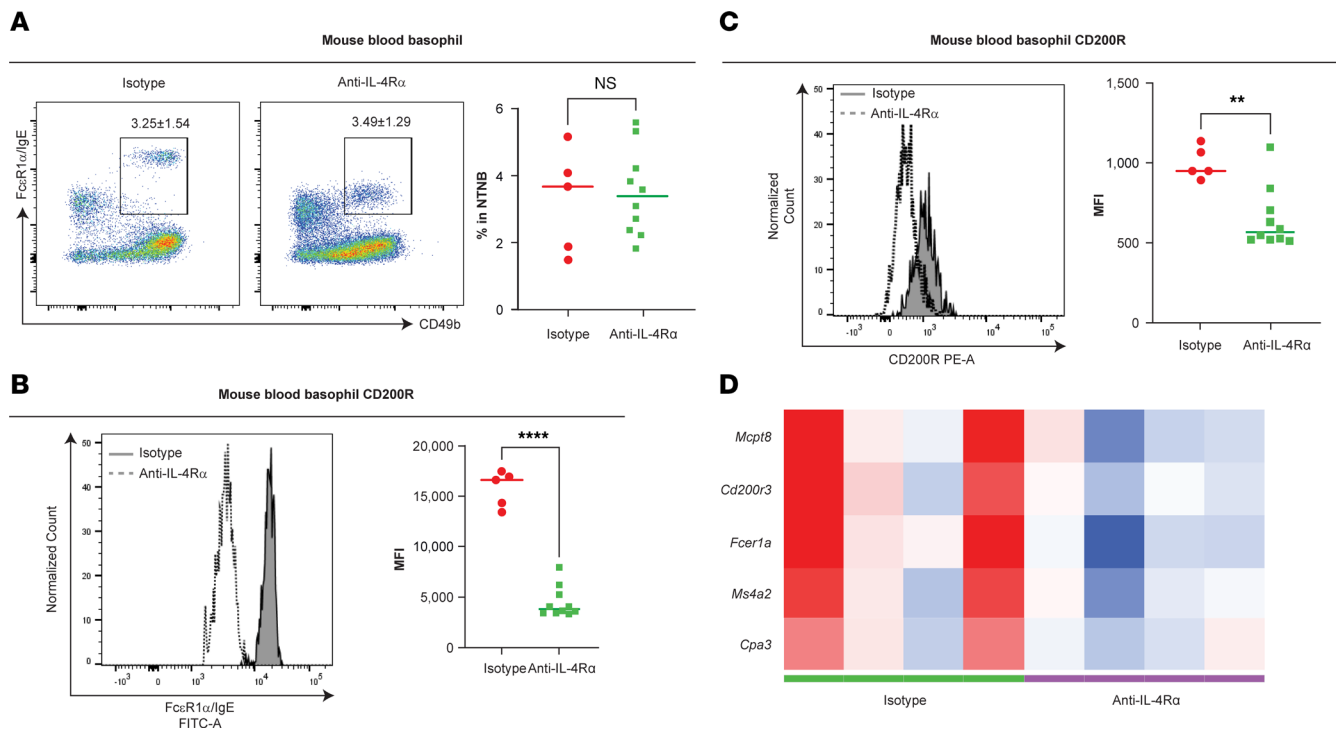 A
Mouse blood basophil
Isotype
Anti-IL-4Rα
3.25±1.54
3.49±1.29
FcεR1α/IgE
CD49b
NS
6
4
2
0
% in NTNB
Isotype
Anti-IL-4Rα
B
Mouse blood basophil CD200R
Isotype
Anti-IL-4Rα
50
40
30
20
10
0
Normalized Count
-10³ 0 10³ 10⁴ 10⁵
FcεR1α/IgE
FITC-A
****
20,000
15,000
10,000
5,000
0
MFI
Isotype
Anti-IL-4Rα
C
Mouse blood basophil CD200R
Isotype
Anti-IL-4Rα
50
40
30
20
10
0
Normalized
Count
-10³ 0 10³ 10⁴ 10⁵
CD200R PE-A
**
1,500
1,000
500
0
MFI
Isotype
Anti-IL-4Rα
D
Mcpt8
Cd200r3
Fcer1a
Ms4a2
Cpa3
Isotype
Anti-IL-4Rα